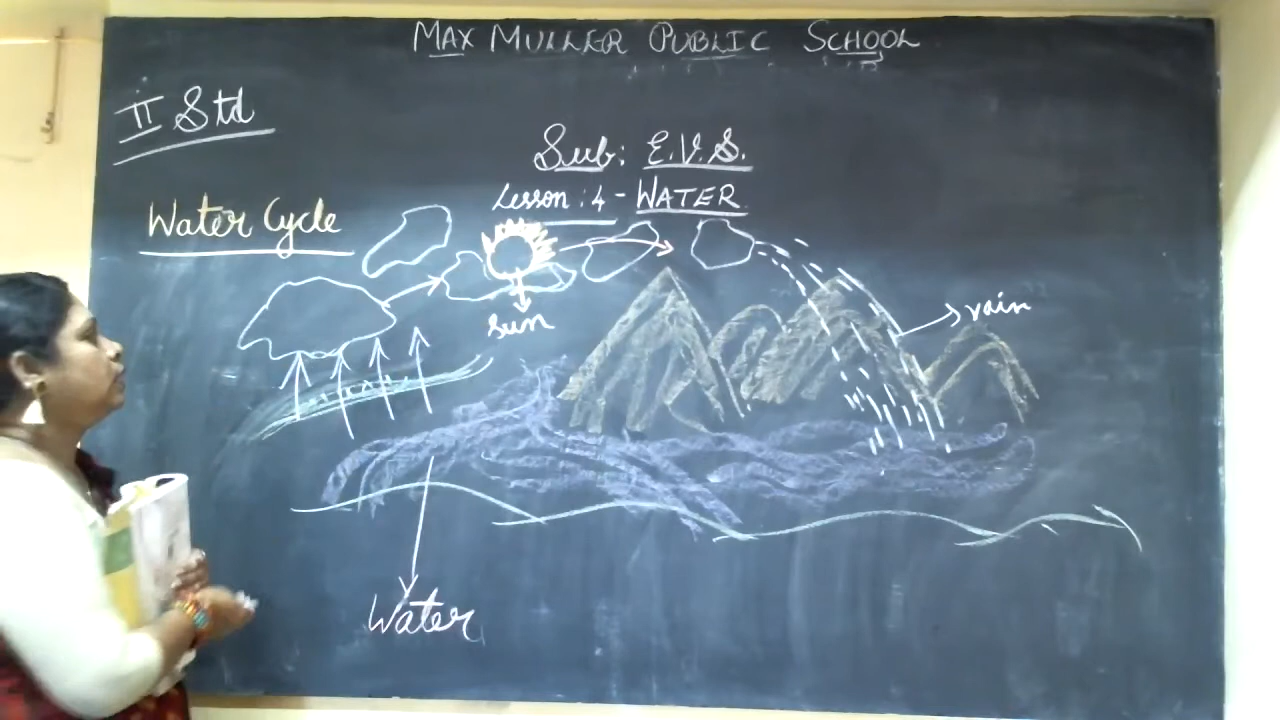 MAX MULLER PUBLIC SCHOOL
II Std
Sub: E.V.S.
Lesson : 4 - WATER
Water Cycle
Sun
rain
Water